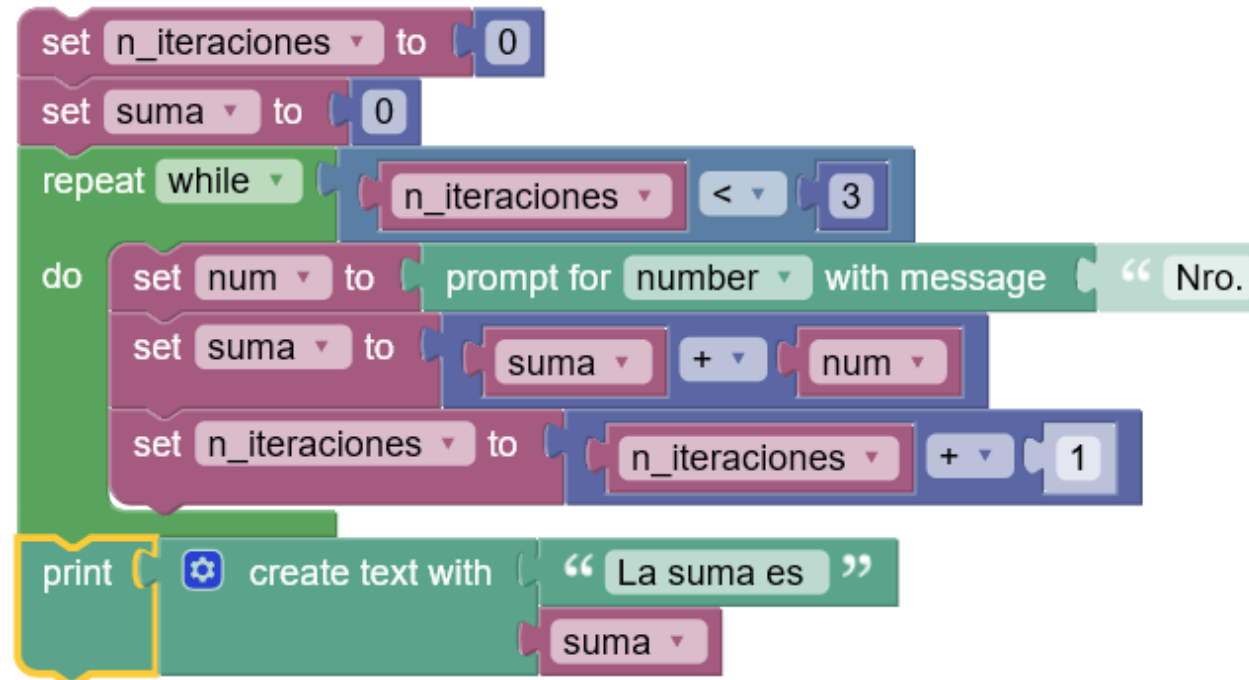 set n_iteraciones to 0
set suma to 0
repeat while n_iteraciones < 3
do set num to prompt for number with message “ Nro.
set suma to suma + num
set n_iteraciones to n_iteraciones + 1
print create text with “ La suma es ”
suma